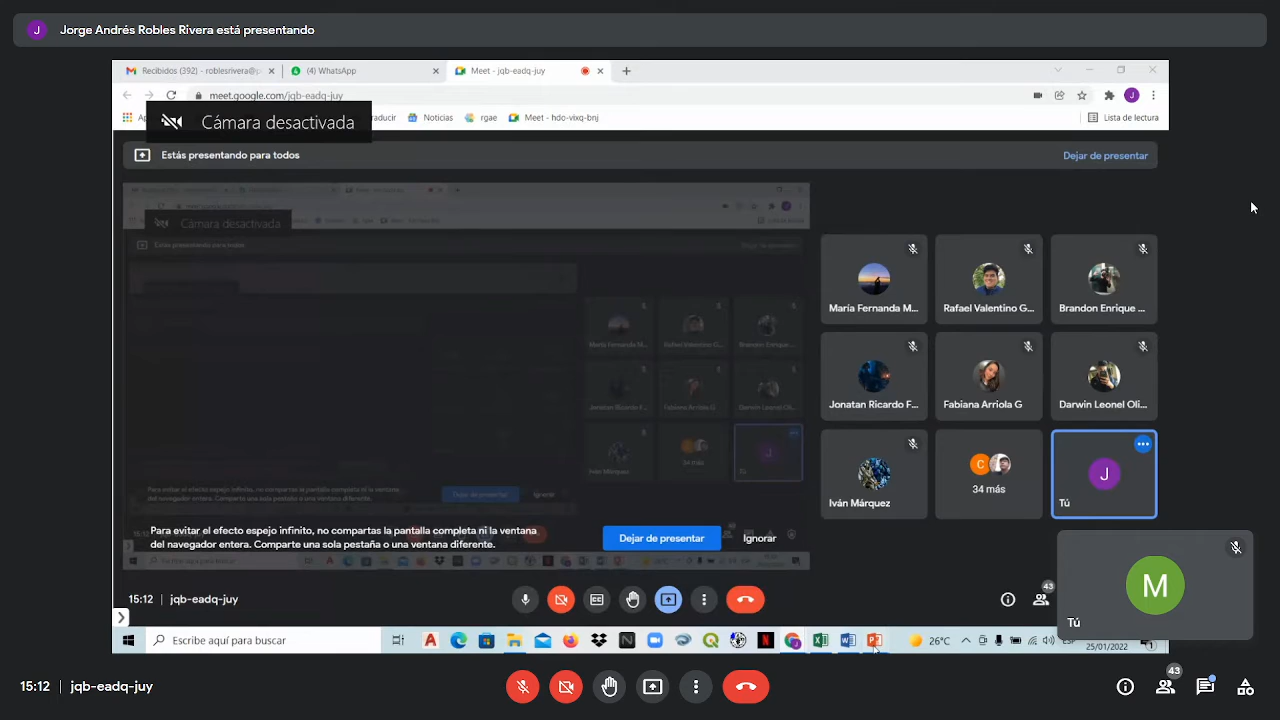 J Jorge Andrés Robles Rivera está presentando
Recibidos (392) - roblesrivera@p
(4) WhatsApp
Meet - jqb-eadq-juy
meet.google.com/jqb-eadq-juy
Cámara desactivada
raducir
Noticias
rgae
Meet - hdo-vixq-bnj
Lista de lectura
Estás presentando para todos
Dejar de presentar
Cámara desactivada
María Fernanda M...
Rafael Valentino G...
Brandon Enrique ...
Jonatan Ricardo F...
Fabiana Arriola G
Darwin Leonel Oli...
Iván Márquez
C
34 más
J
Tú
Para evitar el efecto espejo infinito, no compartas la pantalla completa ni la ventana
del navegador entera. Comparte una sola pestaña o una ventana diferente.
Dejar de presentar
Ignorar
M
Tú
15:12 | jqb-eadq-juy
43
Escribe aquí para buscar
26°C
25/01/2022
15:12 | jqb-eadq-juy
43